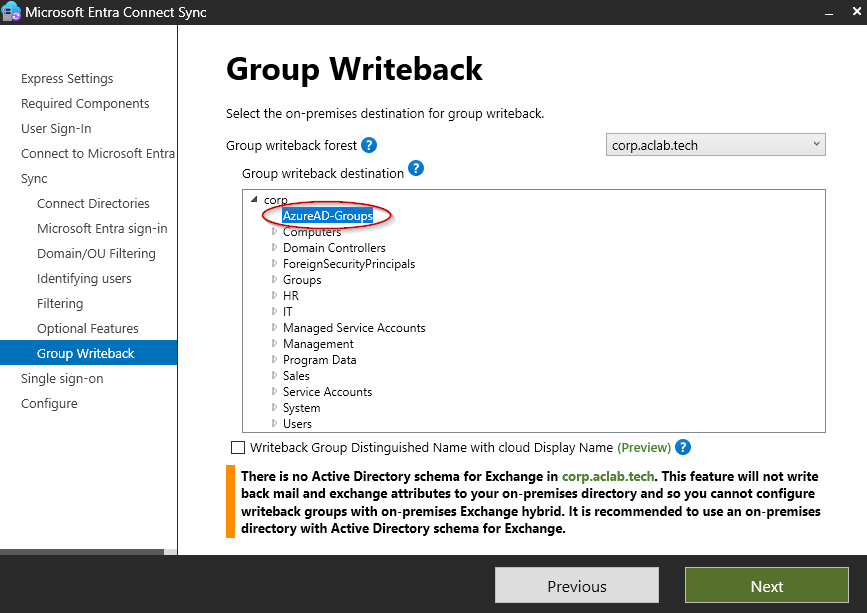 Microsoft Entra Connect Sync
Express Settings
Required Components
User Sign-In
Connect to Microsoft Entra
Sync
Connect Directories
Microsoft Entra sign-in
Domain/OU Filtering
Identifying users
Filtering
Optional Features
Group Writeback
Single sign-on
Configure
Group Writeback
Select the on-premises destination for group writeback.
Group writeback forest ?
corp.aclab.tech
Group writeback destination ?
corp
AzureAD-Groups
Computers
Domain Controllers
ForeignSecurityPrincipals
Groups
HR
IT
Managed Service Accounts
Management
Program Data
Sales
Service Accounts
System
Users
Writeback Group Distinguished Name with cloud Display Name (Preview) ?
There is no Active Directory schema for Exchange in corp.aclab.tech. This feature will not write
back mail and exchange attributes to your on-premises directory and so you cannot configure
writeback groups with on-premises Exchange hybrid. It is recommended to use an on-premises
directory with Active Directory schema for Exchange.
Previous
Next